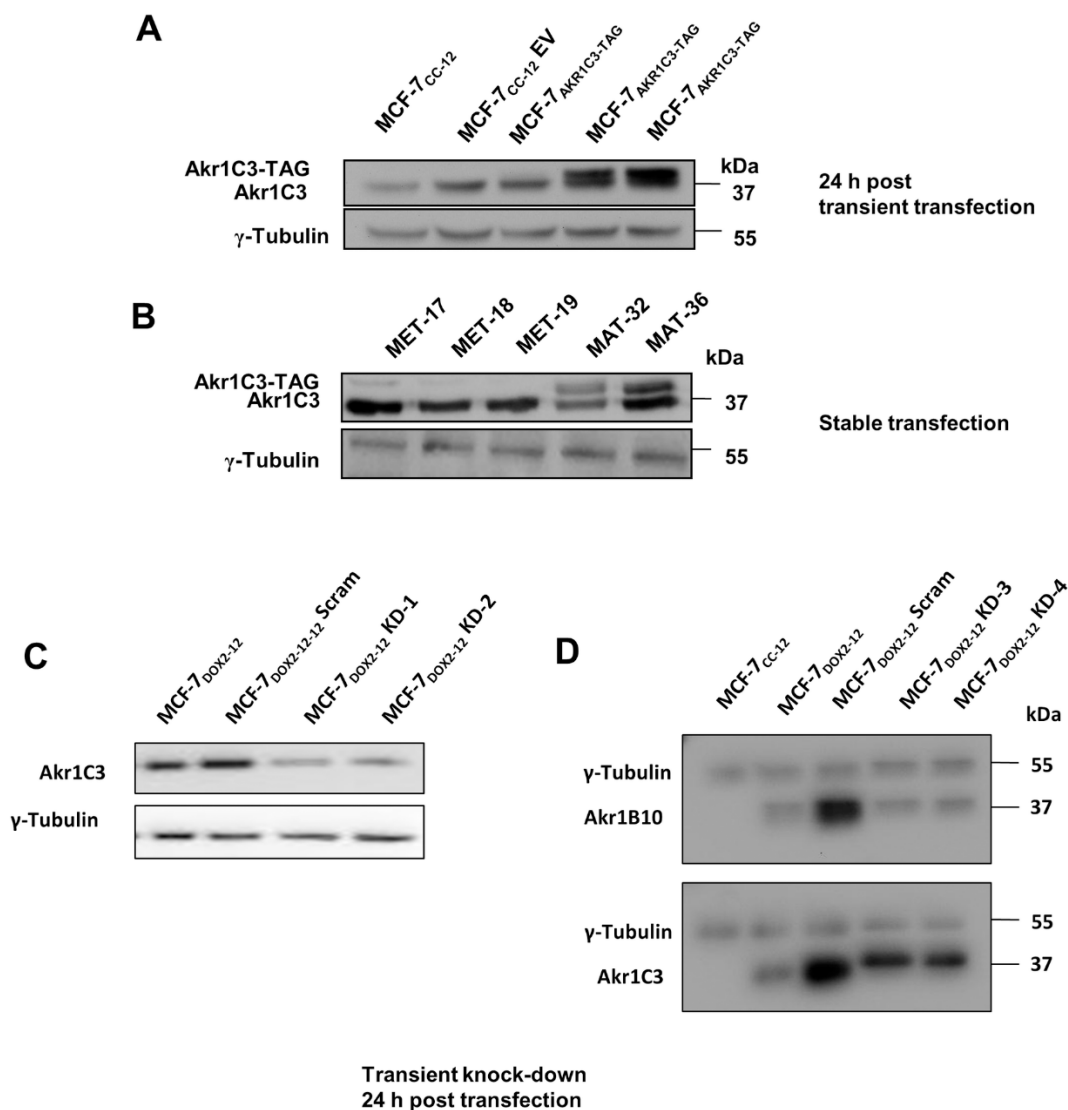 A
MCF-7CC-12
MCF-7CC-12 EV
MCF-7AKR1C3-TAG
MCF-7AKR1C3-TAG
MCF-7AKR1C3-TAG
Akr1C3-TAG
Akr1C3
γ-Tubulin
kDa
37
55
24 h post
transient transfection
B
MET-17
MET-18
MET-19
MAT-32
MAT-36
Akr1C3-TAG
Akr1C3
γ-Tubulin
kDa
37
55
Stable transfection
C
MCF-7DOX2-12
MCF-7DOX2-12-12 Scram
MCF-7DOX2-12 KD-1
MCF-7DOX2-12 KD-2
Akr1C3
γ-Tubulin
D
MCF-7CC-12
MCF-7DOX2-12
MCF-7DOX2-12 Scram
MCF-7DOX2-12 KD-3
MCF-7DOX2-12 KD-4
kDa
γ-Tubulin
55
Akr1B10
37
γ-Tubulin
55
Akr1C3
37
Transient knock-down
24 h post transfection